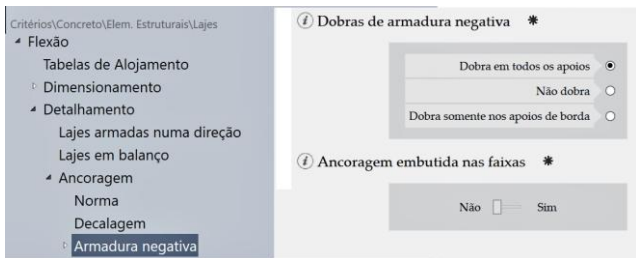 Critérios\Concreto\Elem. Estruturais\Lajes
Flexão
Tabelas de Alojamento
Dimensionamento
Detalhamento
Lajes armadas numa direção
Lajes em balanço
Ancoragem
Norma
Decalagem
Armadura negativa
i Dobras de armadura negativa *
Dobra em todos os apoios
Não dobra
Dobra somente nos apoios de borda
i Ancoragem embutida nas faixas *
Não Sim